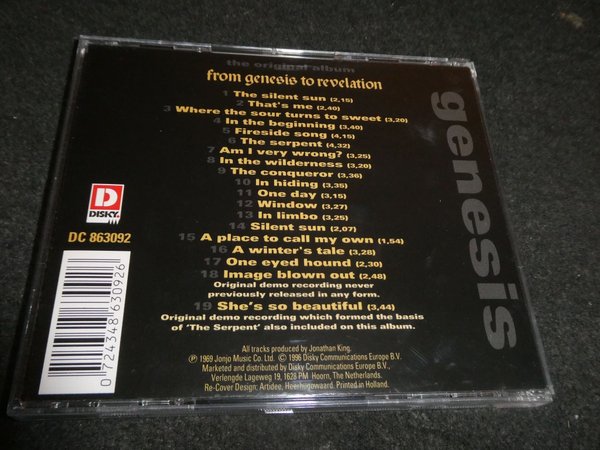 the original album
from genesis to revelation
1 The silent sun (2,15)
2 That's me (2,40)
3 Where the sour turns to sweet (3,20)
4 In the beginning (3,40)
5 Fireside song (4,15)
6 The serpent (4,32)
7 Am I very wrong? (3,25)
8 In the wilderness (3,20)
9 The conqueror (3,36)
10 In hiding (3,35)
11 One day (3,15)
12 Window (3,27)
13 In limbo (3,25)
14 Silent sun (2,07)
15 A place to call my own (1,54)
16 A winter's tale (3,28)
17 One eyed hound (2,30)
18 Image blown out (2,48)
Original demo recording never
previously released in any form.
19 She's so beautiful (3,44)
Original demo recording which formed the basis
of 'The Serpent' also included on this album.
All tracks produced by Jonathan King.
℗ 1969 Jonjo Music Co. Ltd. © 1996 Disky Communications Europe B.V.
Marketed and distributed by Disky Communications Europe B.V.,
Verlengde Lageweg 19, 1628 PM Hoorn, The Netherlands.
Re-Cover Design: Artidee, Heerhugowaard. Printed in Holland.
genesis
D
DISKY
DC 863092
0 724348 630926